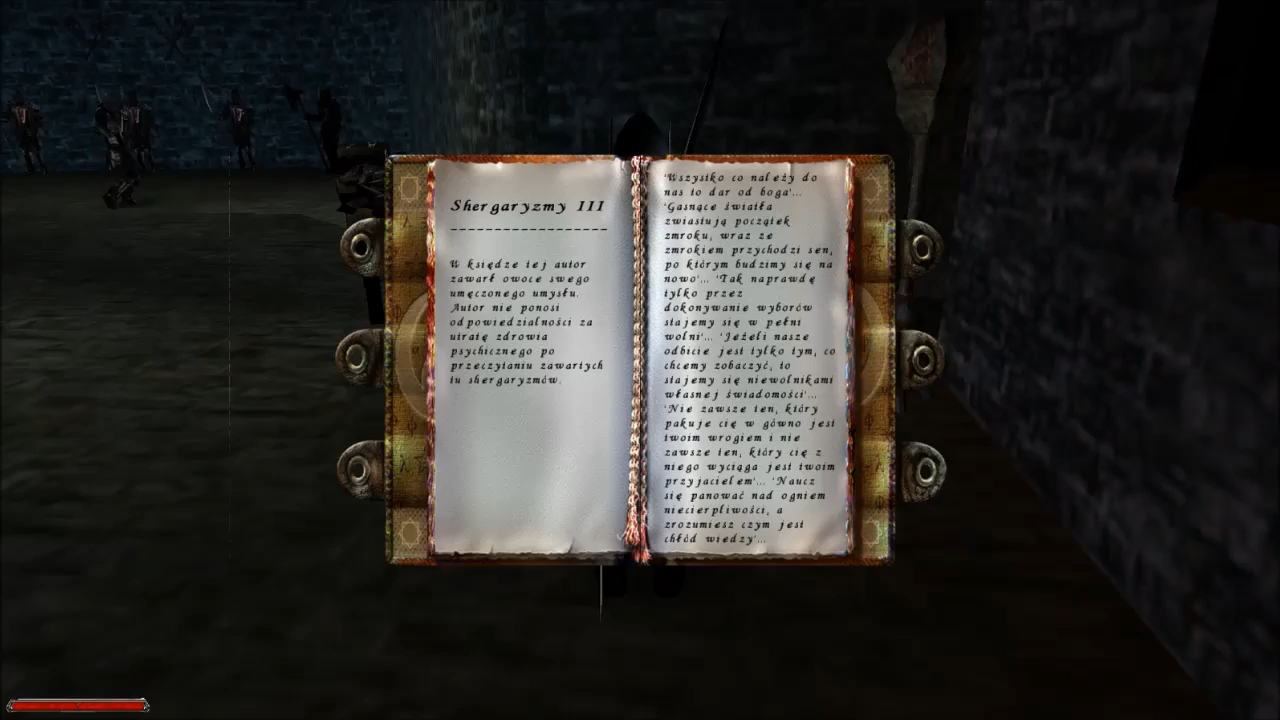 Shergaryzmy III
------------------
W księdze tej autor
zawarł owoce swego
umęczonego umysłu.
Autor nie ponosi
odpowiedzialności za
utratę zdrowia
psychicznego po
przeczytaniu zawartych
tu shergaryzmów.
'Wszystko co należy do
nas to dar od boga'...
'Gasnące światła
zwiastują początek
zmroku, wraz ze
zmrokiem przychodzi sen,
po którym budzimy się na
nowo'... 'Tak naprawdę
tylko przez
dokonywanie wyborów
stajemy się w pełni
wolni'... 'Jeżeli nasze
odbicie jest tylko tym, co
chcemy zobaczyć, to
stajemy się niewolnikami
własnej świadomości'...
'Nie zawsze ten, który
pakuje cię w gówno jest
twoim wrogiem i nie
zawsze ten, który cię z
niego wyciąga jest twoim
przyjacielem'... 'Naucz
się panować nad ogniem
niecierpliwości, a
zrozumiesz czym jest
chłód wiedzy'...